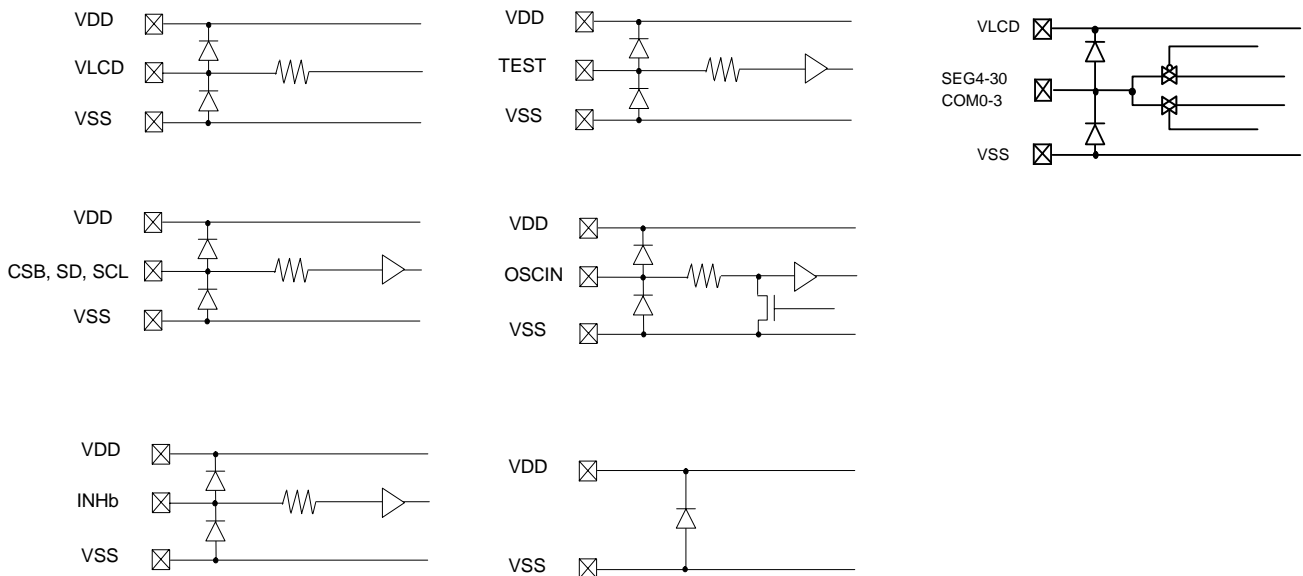 VDD
VLCD
VSS
VDD
TEST
VSS
VLCD
SEG4-30
COM0-3
VSS
VDD
CSB, SD, SCL
VSS
VDD
OSCIN
VSS
VDD
INHb
VSS
VDD
VSS